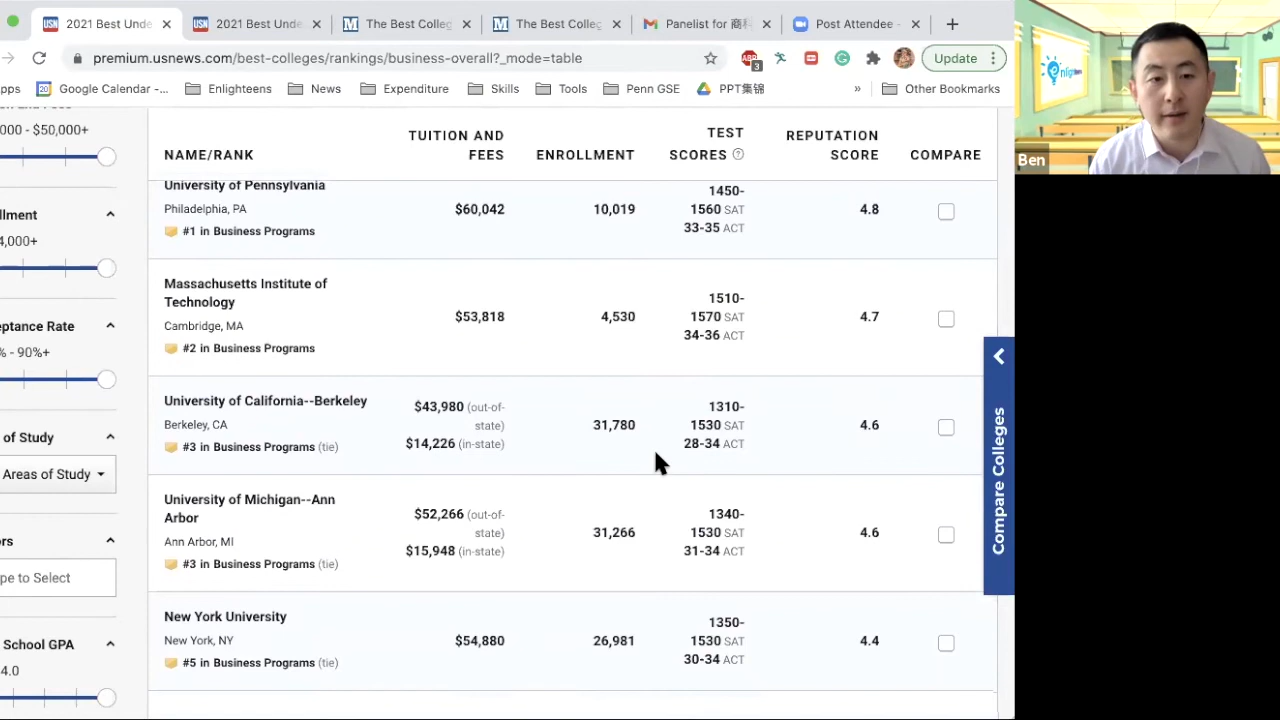 2021 Best Unde
2021 Best Unde
The Best Colleg
The Best Colleg
Panelist for 商科
Post Attendee -
premium.usnews.com/best-colleges/rankings/business-overall?_mode=table
3
Update
pps
Google Calendar -...
Enlighteens
News
Expenditure
Skills
Tools
Penn GSE
PPT集锦
»
Other Bookmarks
000 - $50,000+
llment
4,000+
eptance Rate
% - 90%+
of Study
Areas of Study
ors
pe to Select
School GPA
4.0
NAME/RANK
TUITION AND
FEES
ENROLLMENT
TEST
SCORES
REPUTATION
SCORE
COMPARE
University of Pennsylvania
Philadelphia, PA
#1 in Business Programs
$60,042
10,019
1450-
1560 SAT
33-35 ACT
4.8
Massachusetts Institute of
Technology
Cambridge, MA
#2 in Business Programs
$53,818
4,530
1510-
1570 SAT
34-36 ACT
4.7
University of California--Berkeley
Berkeley, CA
#3 in Business Programs (tie)
$43,980 (out-of-
state)
$14,226 (in-state)
31,780
1310-
1530 SAT
28-34 ACT
4.6
University of Michigan--Ann
Arbor
Ann Arbor, MI
#3 in Business Programs (tie)
$52,266 (out-of-
state)
$15,948 (in-state)
31,266
1340-
1530 SAT
31-34 ACT
4.6
New York University
New York, NY
#5 in Business Programs (tie)
$54,880
26,981
1350-
1530 SAT
30-34 ACT
4.4
Compare Colleges
Ben